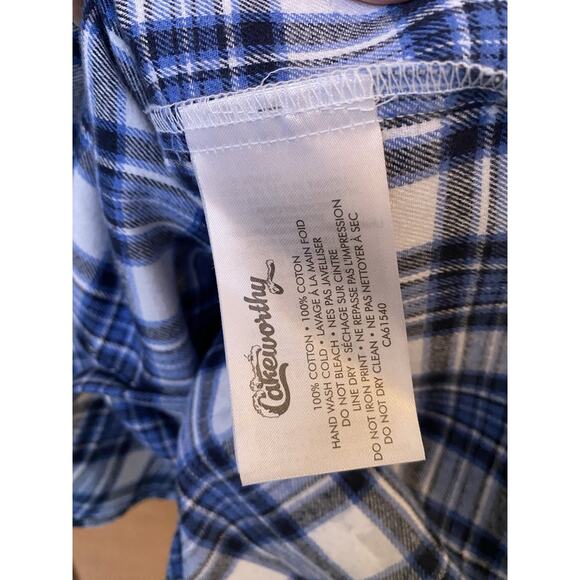 Cakeworthy
100% COTTON • 100% COTON
HAND WASH COLD • LAVAGE À LA MAIN FOID
DO NOT BLEACH • NES PAS JAVELLISER
LINE DRY • SÉCHAGE SUR CINTRE
DO NOT IRON PRINT • NE REPASSE PAS L'IMPRESSION
DO NOT DRY CLEAN • NE PAS NETTOYER À SEC
CA61540